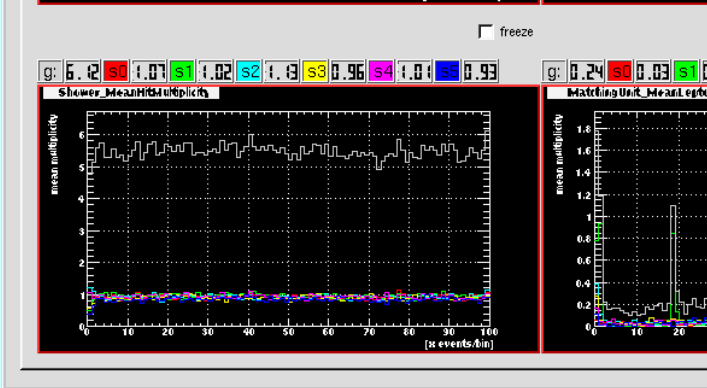 freeze
g: 6.12 s0 1.07 s1 1.02 s2 1.13 s3 0.96 s4 1.01 s5 0.93
g: 0.24 s0 0.03 s1
Shower_MeanHitMultiplicity
mean multiplicity
6
5
4
3
2
1
0
0 10 20 30 40 50 60 70 80 90 100
[x events/bin]
mean multiplicity
1.8
1.6
1.4
1.2
1
0.8
0.6
0.4
0.2
0
0 10 20